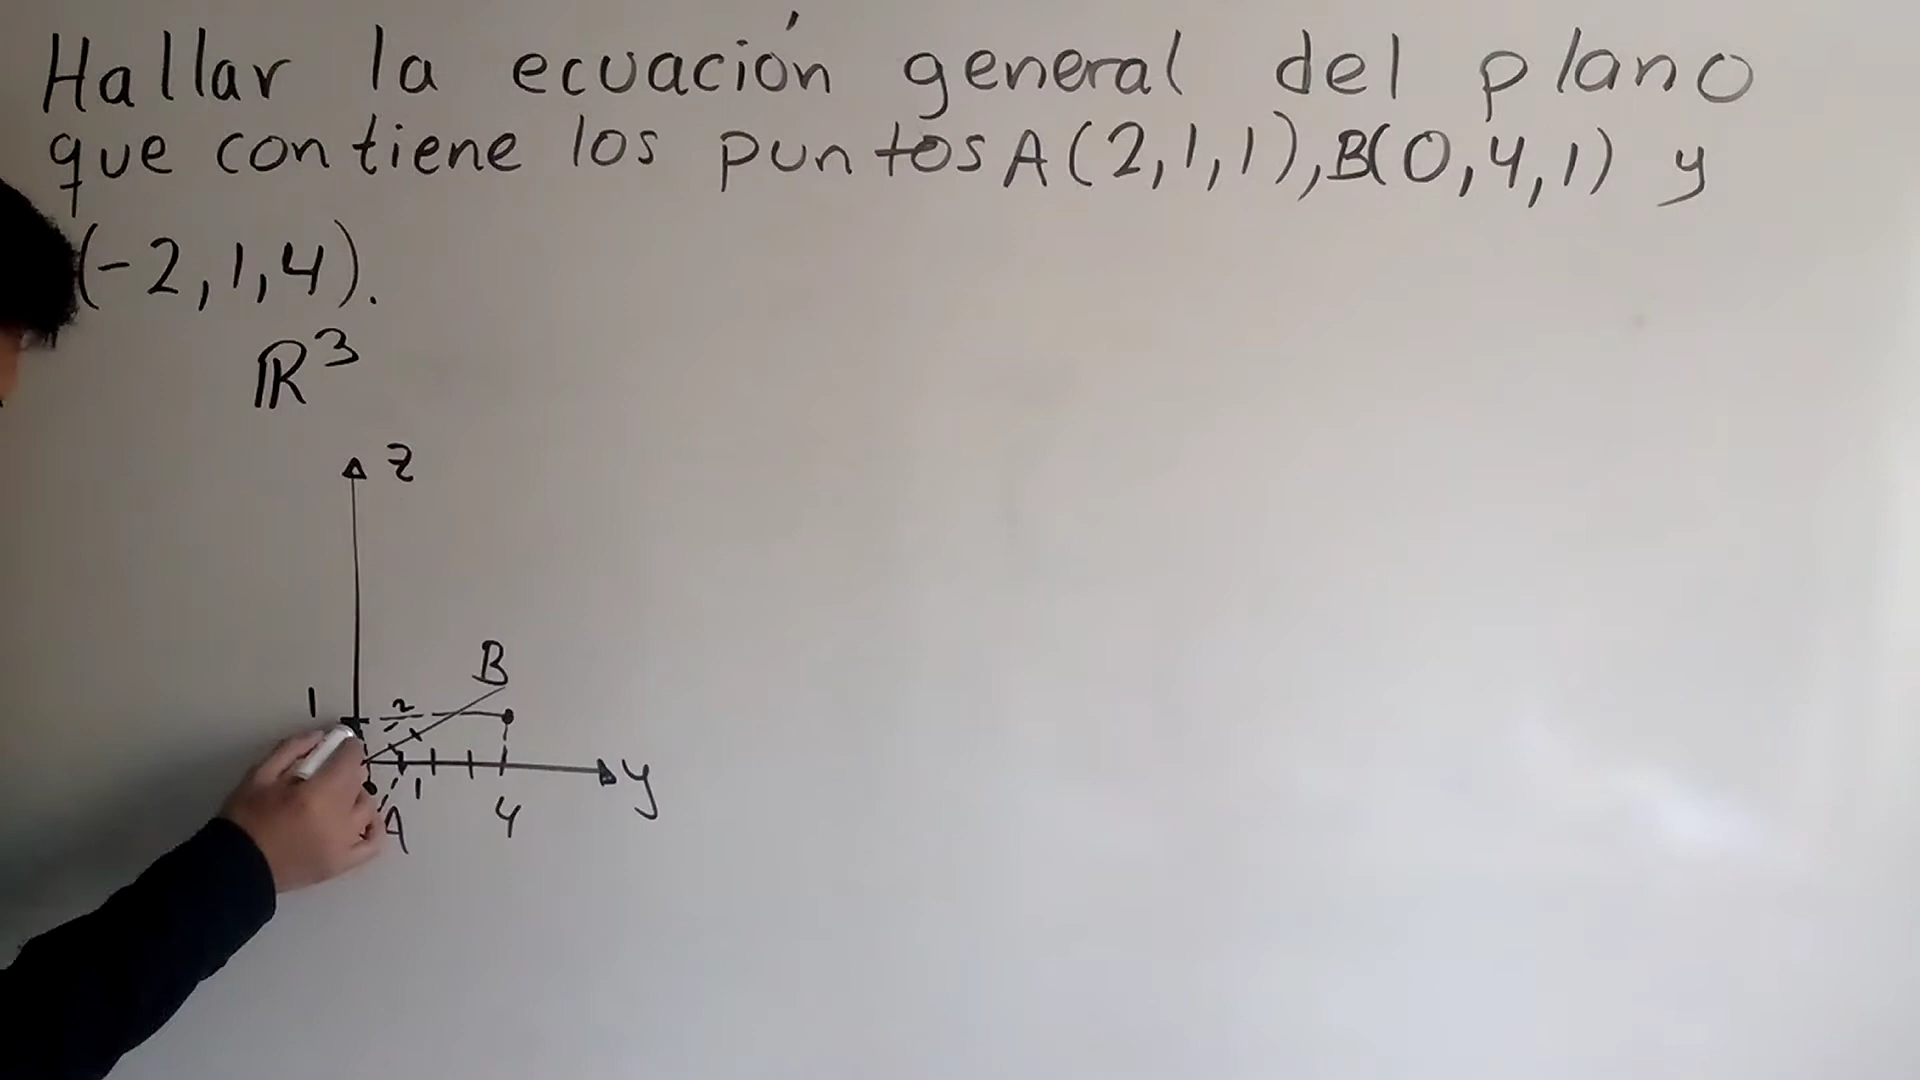 Hallar la ecuación general del plano
que contiene los puntos A(2,1,1), B(0,4,1) y
(-2,1,4).
ℝ³
z
B
1
2
y
1
A
4